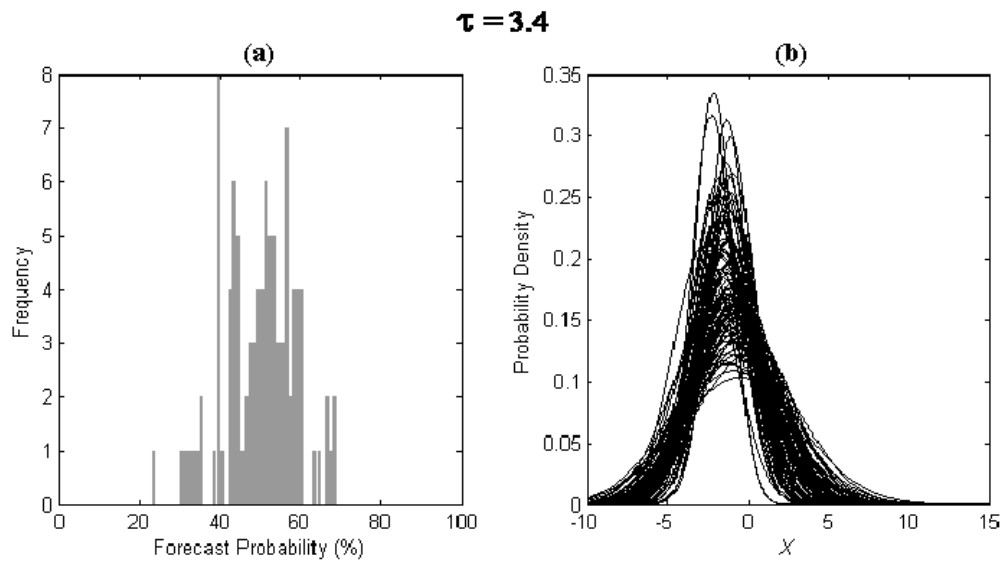 τ = 3.4
(a)
8
7
6
5
4
3
2
1
0
Frequency
0 20 40 60 80 100
Forecast Probability (%)
(b)
0.35
0.3
0.25
0.2
0.15
0.1
0.05
0
Probability Density
-10 -5 0 5 10 15
X